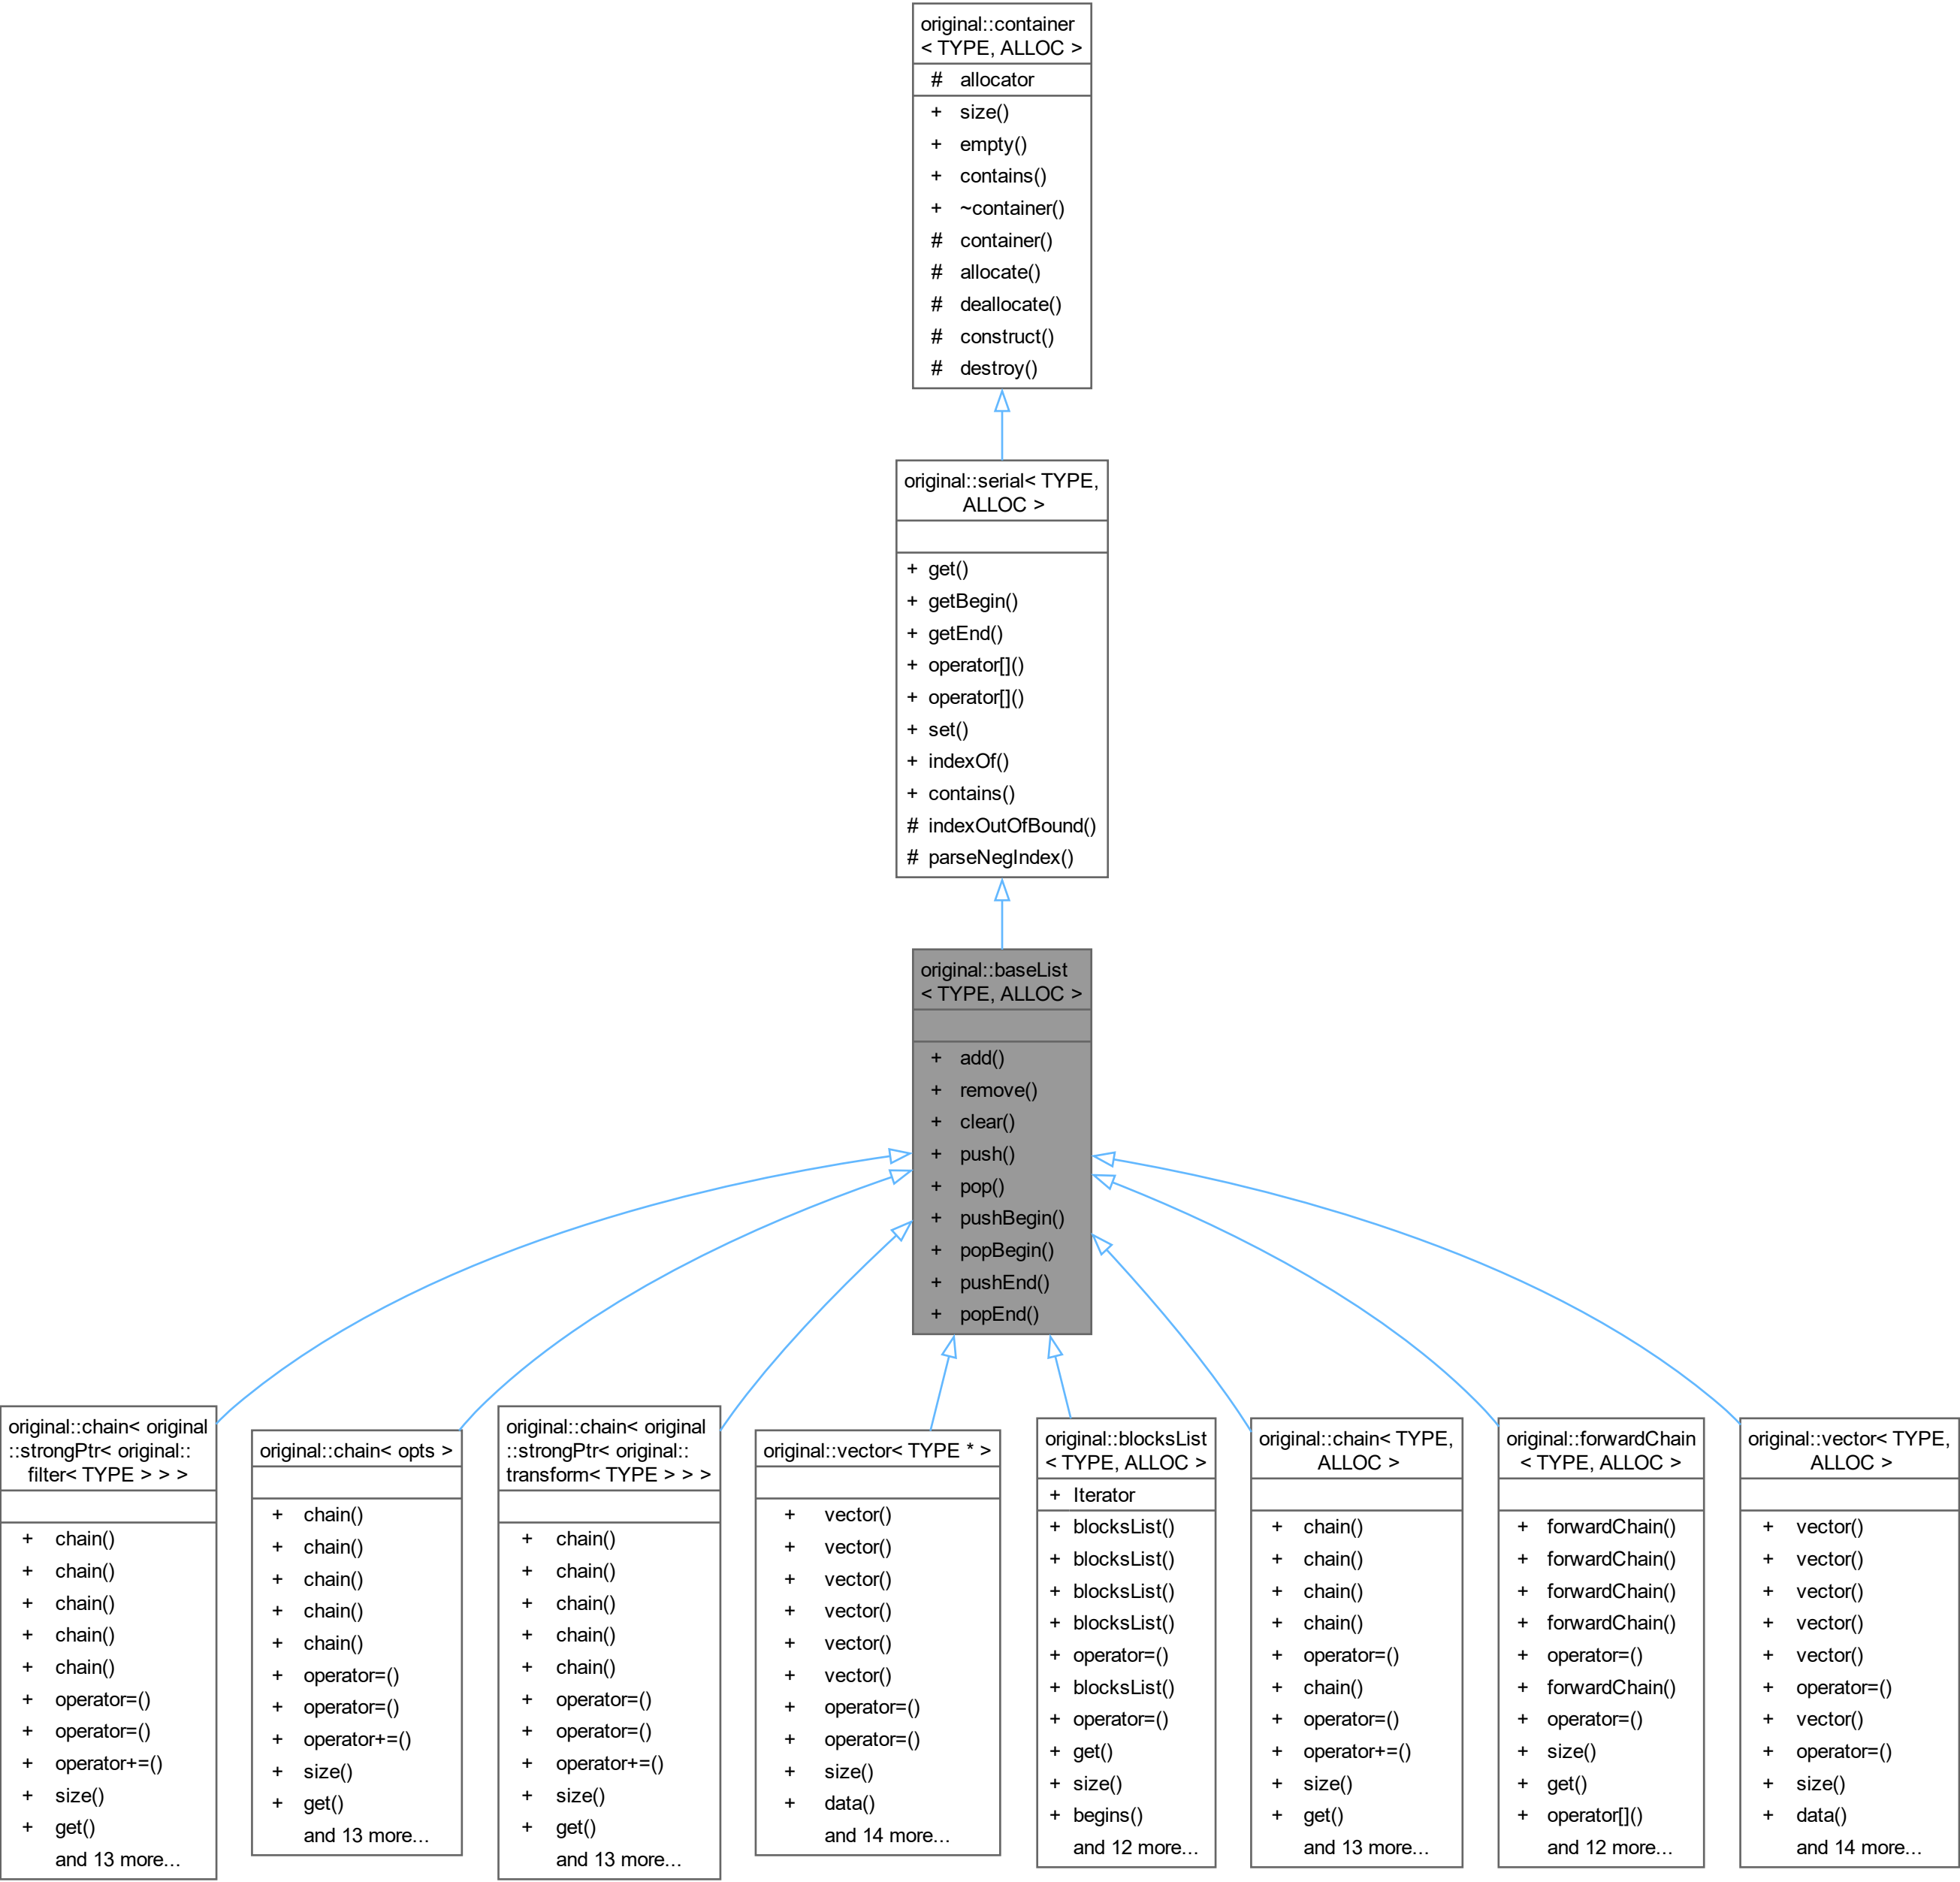 original::container
< TYPE, ALLOC >
# allocator
+ size()
+ empty()
+ contains()
+ ~container()
# container()
# allocate()
# deallocate()
# construct()
# destroy()
original::serial< TYPE,
ALLOC >
+ get()
+ getBegin()
+ getEnd()
+ operator[]()
+ operator[]()
+ set()
+ indexOf()
+ contains()
# indexOutOfBound()
# parseNegIndex()
original::baseList
< TYPE, ALLOC >
+ add()
+ remove()
+ clear()
+ push()
+ pop()
+ pushBegin()
+ popBegin()
+ pushEnd()
+ popEnd()
original::chain< original
::strongPtr< original::
filter< TYPE > > >
+ chain()
+ chain()
+ chain()
+ chain()
+ chain()
+ operator=()
+ operator=()
+ operator+=()
+ size()
+ get()
and 13 more...
original::chain< opts >
+ chain()
+ chain()
+ chain()
+ chain()
+ chain()
+ operator=()
+ operator=()
+ operator+=()
+ size()
+ get()
and 13 more...
original::chain< original
::strongPtr< original::
transform< TYPE > > >
+ chain()
+ chain()
+ chain()
+ chain()
+ chain()
+ operator=()
+ operator=()
+ operator+=()
+ size()
+ get()
and 13 more...
original::vector< TYPE * >
+ vector()
+ vector()
+ vector()
+ vector()
+ vector()
+ vector()
+ operator=()
+ operator=()
+ size()
+ data()
and 14 more...
original::blocksList
< TYPE, ALLOC >
+ Iterator
+ blocksList()
+ blocksList()
+ blocksList()
+ blocksList()
+ operator=()
+ blocksList()
+ operator=()
+ get()
+ size()
+ begins()
and 12 more...
original::chain< TYPE,
ALLOC >
+ chain()
+ chain()
+ chain()
+ chain()
+ operator=()
+ chain()
+ operator=()
+ operator+=()
+ size()
+ get()
and 13 more...
original::forwardChain
< TYPE, ALLOC >
+ forwardChain()
+ forwardChain()
+ forwardChain()
+ forwardChain()
+ operator=()
+ forwardChain()
+ operator=()
+ size()
+ get()
+ operator[]()
and 12 more...
original::vector< TYPE,
ALLOC >
+ vector()
+ vector()
+ vector()
+ vector()
+ vector()
+ operator=()
+ vector()
+ operator=()
+ size()
+ data()
and 14 more...